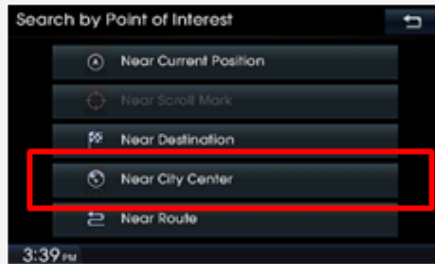 Search by Point of Interest
Near Current Position
Near Scroll Mark
Near Destination
Near City Center
Near Route
3:39 PM